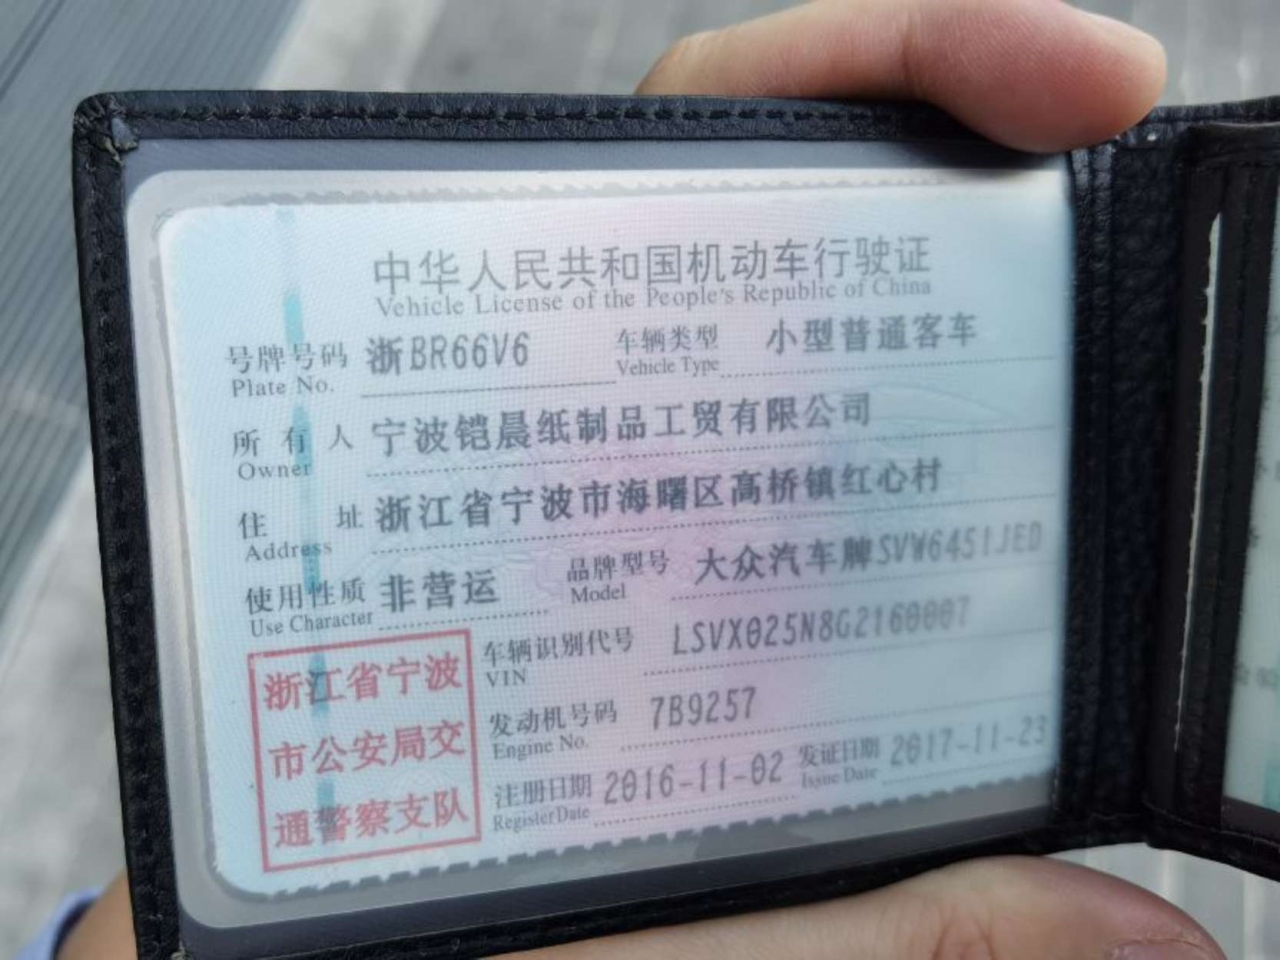 中华人民共和国机动车行驶证
Vehicle License of the People's Republic of China
号牌号码 浙BR66V6 车辆类型 小型普通客车
Plate No. Vehicle Type
所有人 宁波铠晨纸制品工贸有限公司
Owner
住址 浙江省宁波市海曙区高桥镇红心村
Address
使用性质 非营运 品牌型号 大众汽车牌SVW6451JED
Use Character Model
车辆识别代号 LSVX025N8G2160007
VIN
发动机号码 7B9257
Engine No.
注册日期 2016-11-02 发证日期 2017-11-23
Register Date Issue Date
浙江省宁波
市公安局交
通警察支队